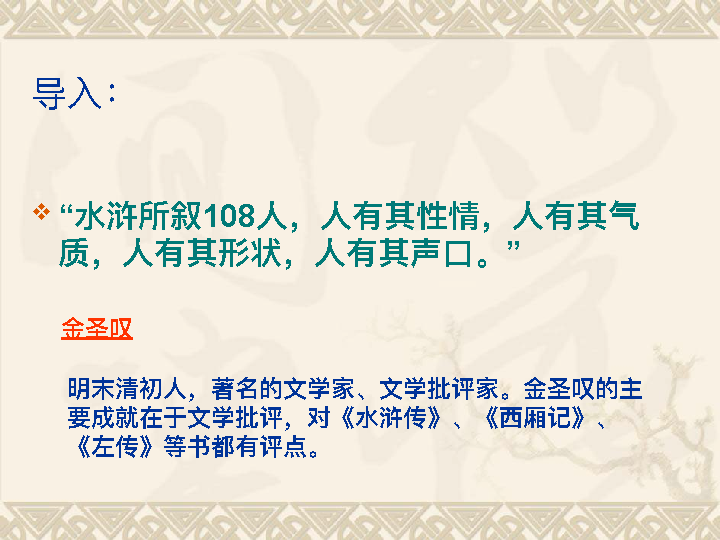 导入：
“水浒所叙108人，人有其性情，人有其气
质，人有其形状，人有其声口。”
金圣叹
明末清初人，著名的文学家、文学批评家。金圣叹的主
要成就在于文学批评，对《水浒传》、《西厢记》、
《左传》等书都有评点。